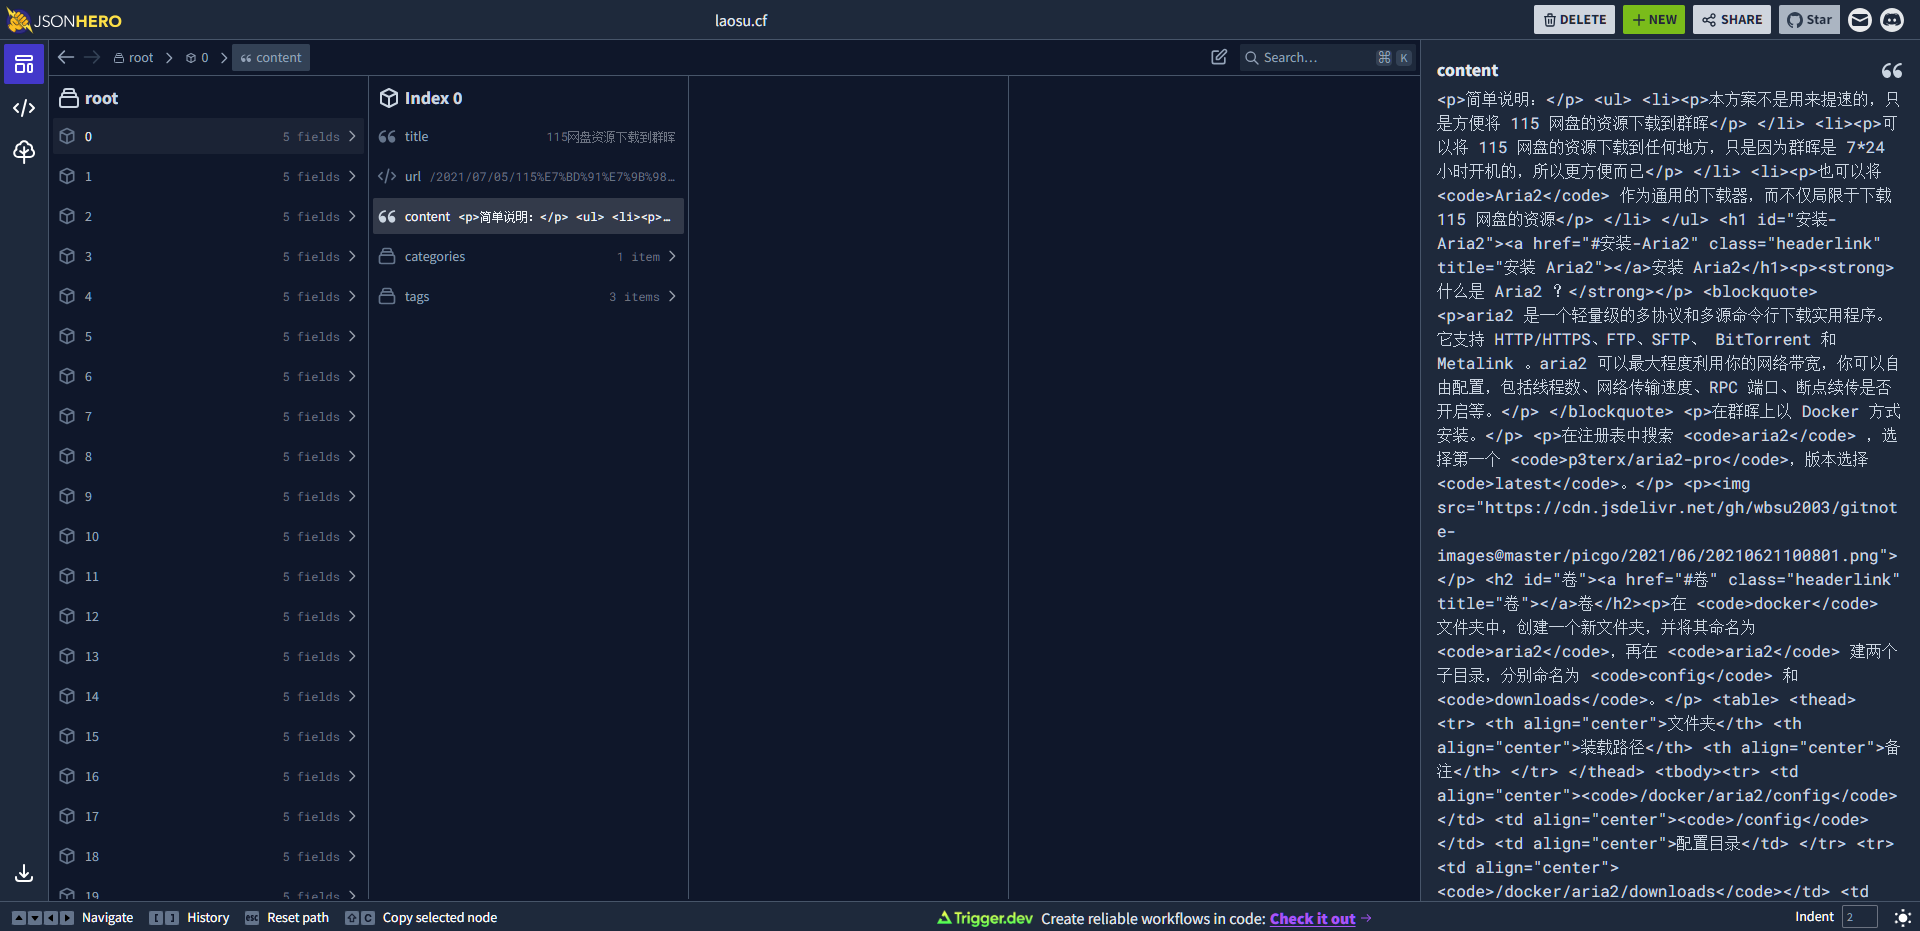 JSONHERO
laosu.cf
DELETE
NEW
SHARE
Star
root
0
content
Search…
⌘ K
root
0 5 fields
1 5 fields
2 5 fields
3 5 fields
4 5 fields
5 5 fields
6 5 fields
7 5 fields
8 5 fields
9 5 fields
10 5 fields
11 5 fields
12 5 fields
13 5 fields
14 5 fields
15 5 fields
16 5 fields
17 5 fields
18 5 fields
19 5 fields
Index 0
title 115网盘资源下载到群晖
url /2021/07/05/115%E7%BD%91%E7%9B%98…
content <p>简单说明：</p> <ul> <li><p>…
categories 1 item
tags 3 items
content
<p>简单说明：</p> <ul> <li><p>本方案不是用来提速的，只
是方便将 115 网盘的资源下载到群晖</p> </li> <li><p>可
以将 115 网盘的资源下载到任何地方，只是因为群晖是 7*24
小时开机的，所以更方便而已</p> </li> <li><p>也可以将
<code>Aria2</code> 作为通用的下载器，而不仅局限于下载
115 网盘的资源</p> </li> </ul> <h1 id="安装-
Aria2"><a href="#安装-Aria2" class="headerlink"
title="安装 Aria2"></a>安装 Aria2</h1><p><strong>
什么是 Aria2 ？</strong></p> <blockquote>
<p>aria2 是一个轻量级的多协议和多源命令行下载实用程序。
它支持 HTTP/HTTPS、FTP、SFTP、 BitTorrent 和
Metalink 。aria2 可以最大程度利用你的网络带宽，你可以自
由配置，包括线程数、网络传输速度、RPC 端口、断点续传是否
开启等。</p> </blockquote> <p>在群晖上以 Docker 方式
安装。</p> <p>在注册表中搜索 <code>aria2</code> ，选
择第一个 <code>p3terx/aria2-pro</code>，版本选择
<code>latest</code>。</p> <p><img
src="https://cdn.jsdelivr.net/gh/wbsu2003/gitnot
e-
images@master/picgo/2021/06/20210621100801.png">
</p> <h2 id="卷"><a href="#卷" class="headerlink"
title="卷"></a>卷</h2><p>在 <code>docker</code>
文件夹中，创建一个新文件夹，并将其命名为
<code>aria2</code>，再在 <code>aria2</code> 建两个
子目录，分别命名为 <code>config</code> 和
<code>downloads</code>。</p> <table> <thead>
<tr> <th align="center">文件夹</th> <th
align="center">装载路径</th> <th align="center">备
注</th> </tr> </thead> <tbody><tr> <td
align="center"><code>/docker/aria2/config</code>
</td> <td align="center"><code>/config</code>
</td> <td align="center">配置目录</td> </tr> <tr>
<td align="center">
<code>/docker/aria2/downloads</code></td> <td
Navigate
[ ] History
esc Reset path
C Copy selected node
Trigger.dev Create reliable workflows in code: Check it out →
Indent 2